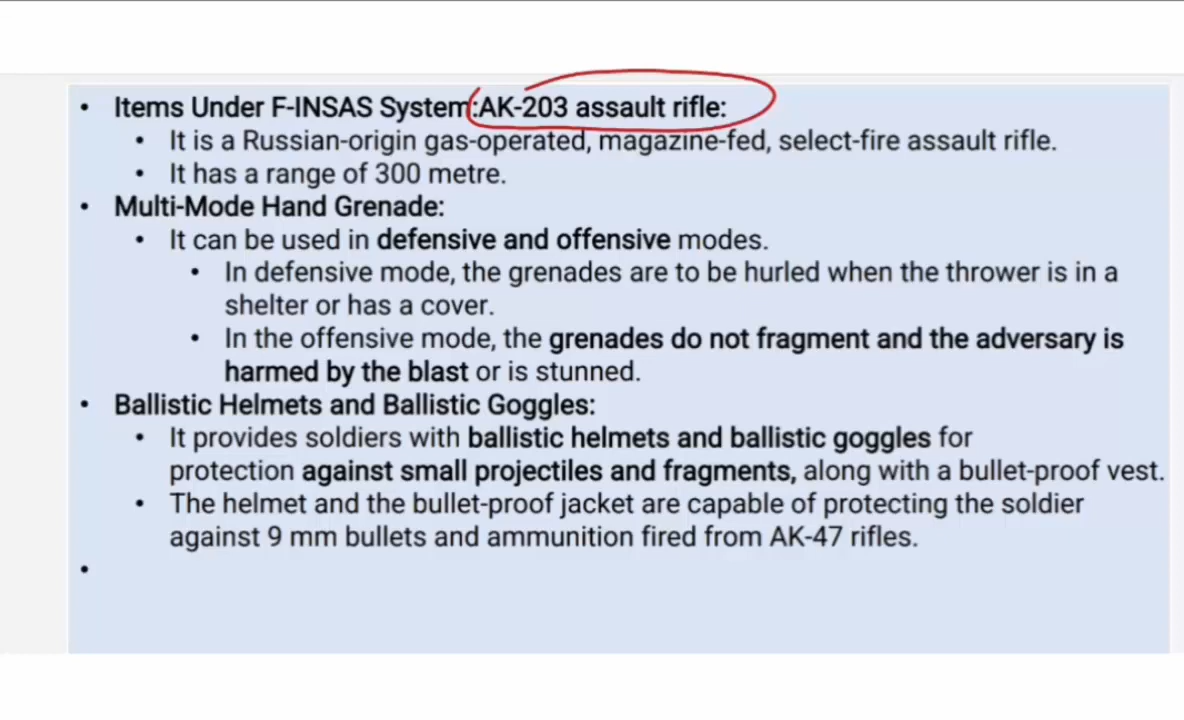 • Items Under F-INSAS System:AK-203 assault rifle:
• It is a Russian-origin gas-operated, magazine-fed, select-fire assault rifle.
• It has a range of 300 metre.
• Multi-Mode Hand Grenade:
• It can be used in defensive and offensive modes.
• In defensive mode, the grenades are to be hurled when the thrower is in a
shelter or has a cover.
• In the offensive mode, the grenades do not fragment and the adversary is
harmed by the blast or is stunned.
• Ballistic Helmets and Ballistic Goggles:
• It provides soldiers with ballistic helmets and ballistic goggles for
protection against small projectiles and fragments, along with a bullet-proof vest.
• The helmet and the bullet-proof jacket are capable of protecting the soldier
against 9 mm bullets and ammunition fired from AK-47 rifles.
•